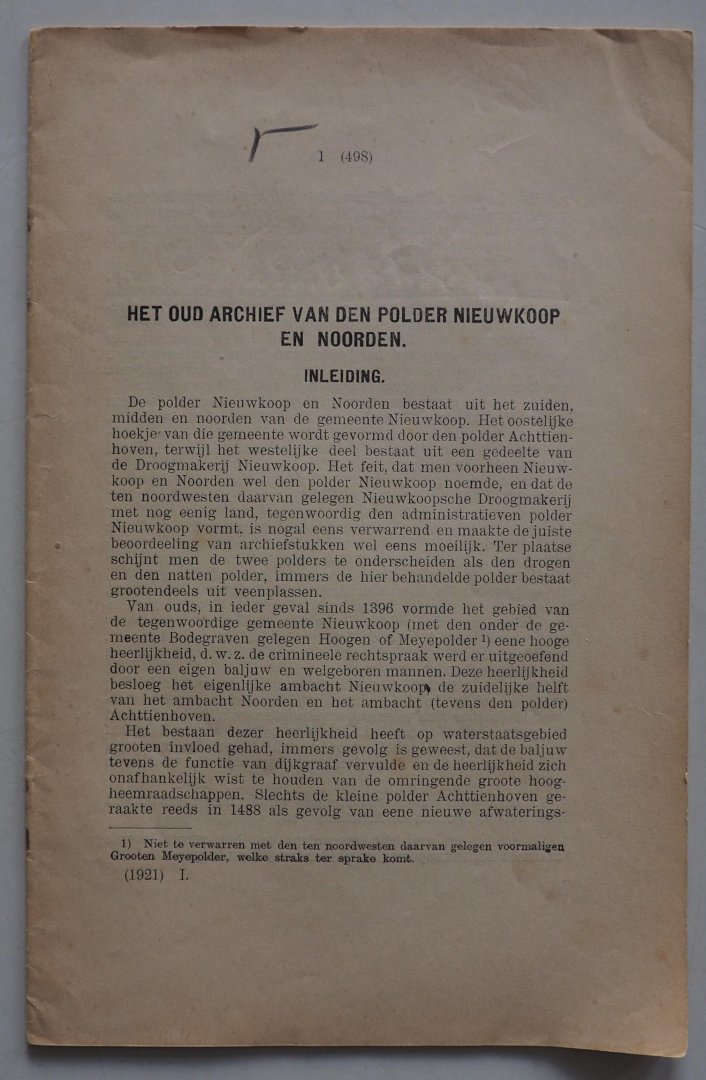 1 (498)
HET OUD ARCHIEF VAN DEN POLDER NIEUWKOOP
EN NOORDEN.
INLEIDING.
De polder Nieuwkoop en Noorden bestaat uit het zuiden,
midden en noorden van de gemeente Nieuwkoop. Het oostelijke
hoekje van die gemeente wordt gevormd door den polder Achttien-
hoven, terwijl het westelijke deel bestaat uit een gedeelte van
de Droogmakerij Nieuwkoop. Het feit, dat men voorheen Nieuw-
koop en Noorden wel den polder Nieuwkoop noemde, en dat de
ten noordwesten daarvan gelegen Nieuwkoopsche Droogmakerij
met nog eenig land, tegenwoordig den administratieven polder
Nieuwkoop vormt, is nogal eens verwarrend en maakte de juiste
beoordeeling van archiefstukken wel eens moeilijk. Ter plaatse
schijnt men de twee polders te onderscheiden als den drogen
en den natten polder, immers de hier behandelde polder bestaat
grootendeels uit veenplassen.
Van ouds, in ieder geval sinds 1396 vormde het gebied van
de tegenwoordige gemeente Nieuwkoop (met den onder de ge-
meente Bodegraven gelegen Hoogen of Meyepolder ¹) eene hooge
heerlijkheid, d. w. z. de crimineele rechtspraak werd er uitgeoefend
door een eigen baljuw en welgeboren mannen. Deze heerlijkheid
besloeg het eigenlijke ambacht Nieuwkoop, de zuidelijke helft
van het ambacht Noorden en het ambacht (tevens den polder)
Achttienhoven.
Het bestaan dezer heerlijkheid heeft op waterstaatsgebied
grooten invloed gehad, immers gevolg is geweest, dat de baljuw
tevens de functie van dijkgraaf vervulde en de heerlijkheid zich
onafhankelijk wist te houden van de omringende groote hoog-
heemraadschappen. Slechts de kleine polder Achttienhoven ge-
raakte reeds in 1488 als gevolg van eene nieuwe afwaterings-
1) Niet te verwarren met den ten noordwesten daarvan gelegen voormaligen
Grooten Meyepolder, welke straks ter sprake komt.
(1921) I.